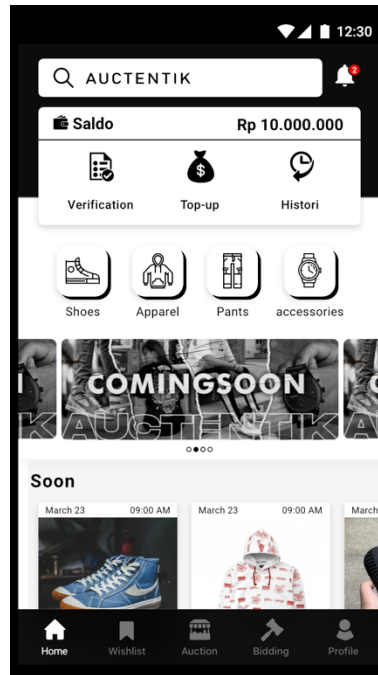 12:30
AUCTENTIK
2
Saldo Rp 10.000.000
$
Verification Top-up Histori
Shoes Apparel Pants accessories
COMINGSOON
AUCTENTIK
Soon
March 23 09:00 AM March 23 09:00 AM March
Home Wishlist Auction Bidding Profile